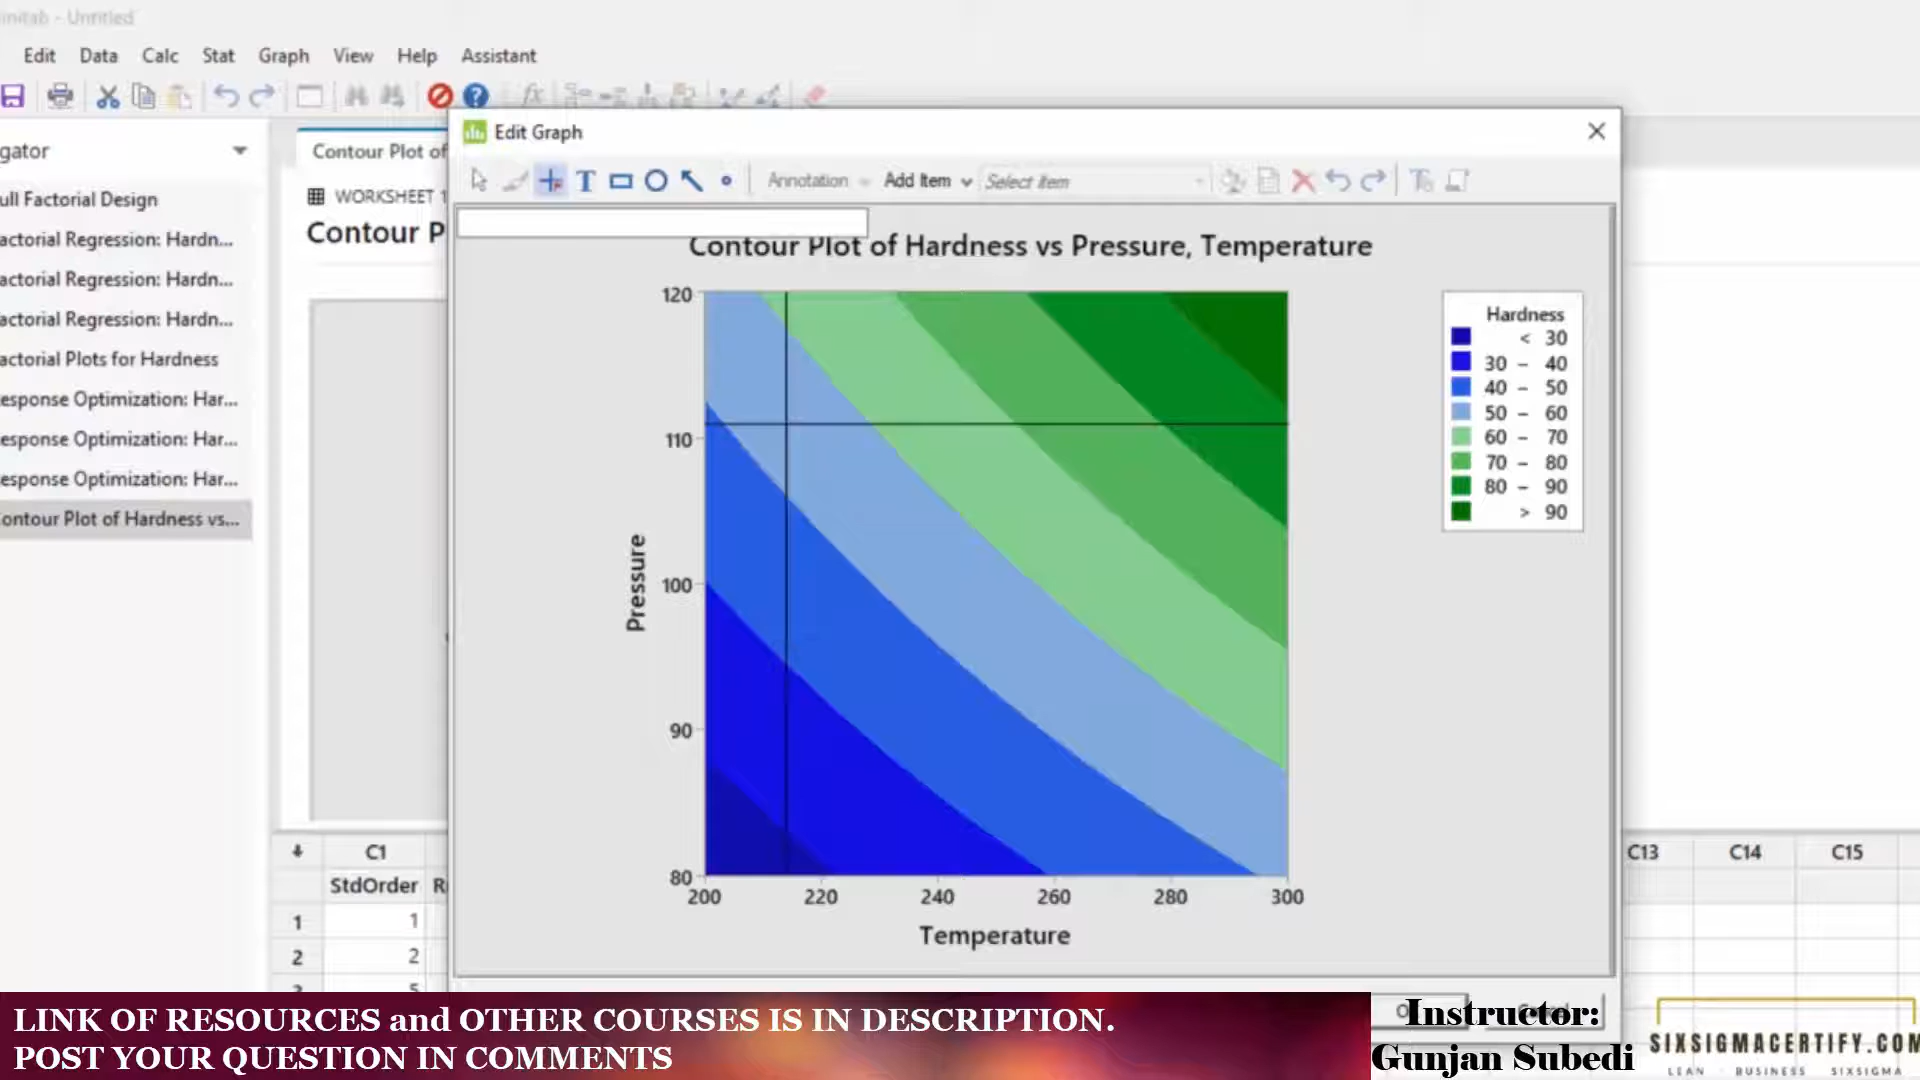 initab - Untitled
Edit Data Calc Stat Graph View Help Assistant
gator
Contour Plot of
Edit Graph
T Annotation Add Item Select item
WORKSHEET 1
Contour P
ull Factorial Design
actorial Regression: Hardn...
actorial Regression: Hardn...
actorial Regression: Hardn...
actorial Plots for Hardness
esponse Optimization: Har...
esponse Optimization: Har...
esponse Optimization: Har...
ontour Plot of Hardness vs...
Contour Plot of Hardness vs Pressure, Temperature
120
110
100
90
80
Pressure
200 220 240 260 280 300
Temperature
Hardness
< 30
30 – 40
40 – 50
50 – 60
60 – 70
70 – 80
80 – 90
> 90
C1 C13 C14 C15
StdOrder R
1 1
2 2
LINK OF RESOURCES and OTHER COURSES IS IN DESCRIPTION.
POST YOUR QUESTION IN COMMENTS
Instructor:
Gunjan Subedi
SIXSIGMACERTIFY.COM
LEAN BUSINESS SIXSIGMA